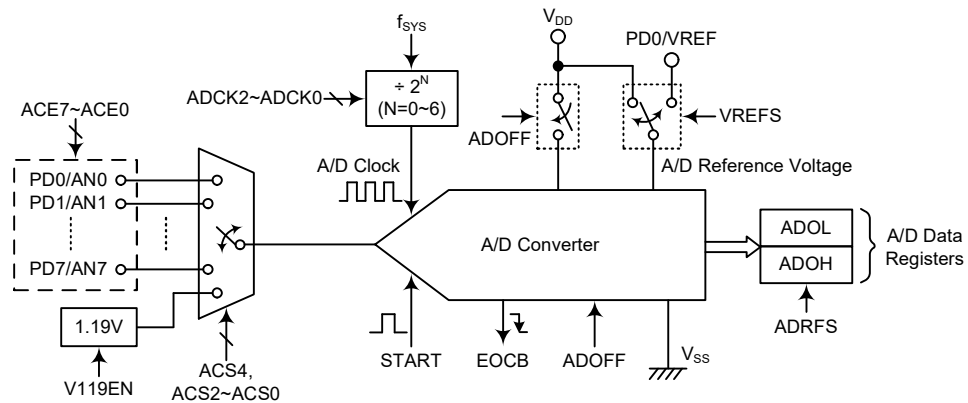 fSYS
VDD
PD0/VREF
÷ 2N
(N=0~6)
ADCK2~ADCK0
ACE7~ACE0
ADOFF
VREFS
A/D Clock
A/D Reference Voltage
PD0/AN0
PD1/AN1
PD7/AN7
A/D Converter
ADOL
ADOH
A/D Data
Registers
1.19V
V119EN
ACS4,
ACS2~ACS0
START
EOCB
ADOFF
VSS
ADRFS